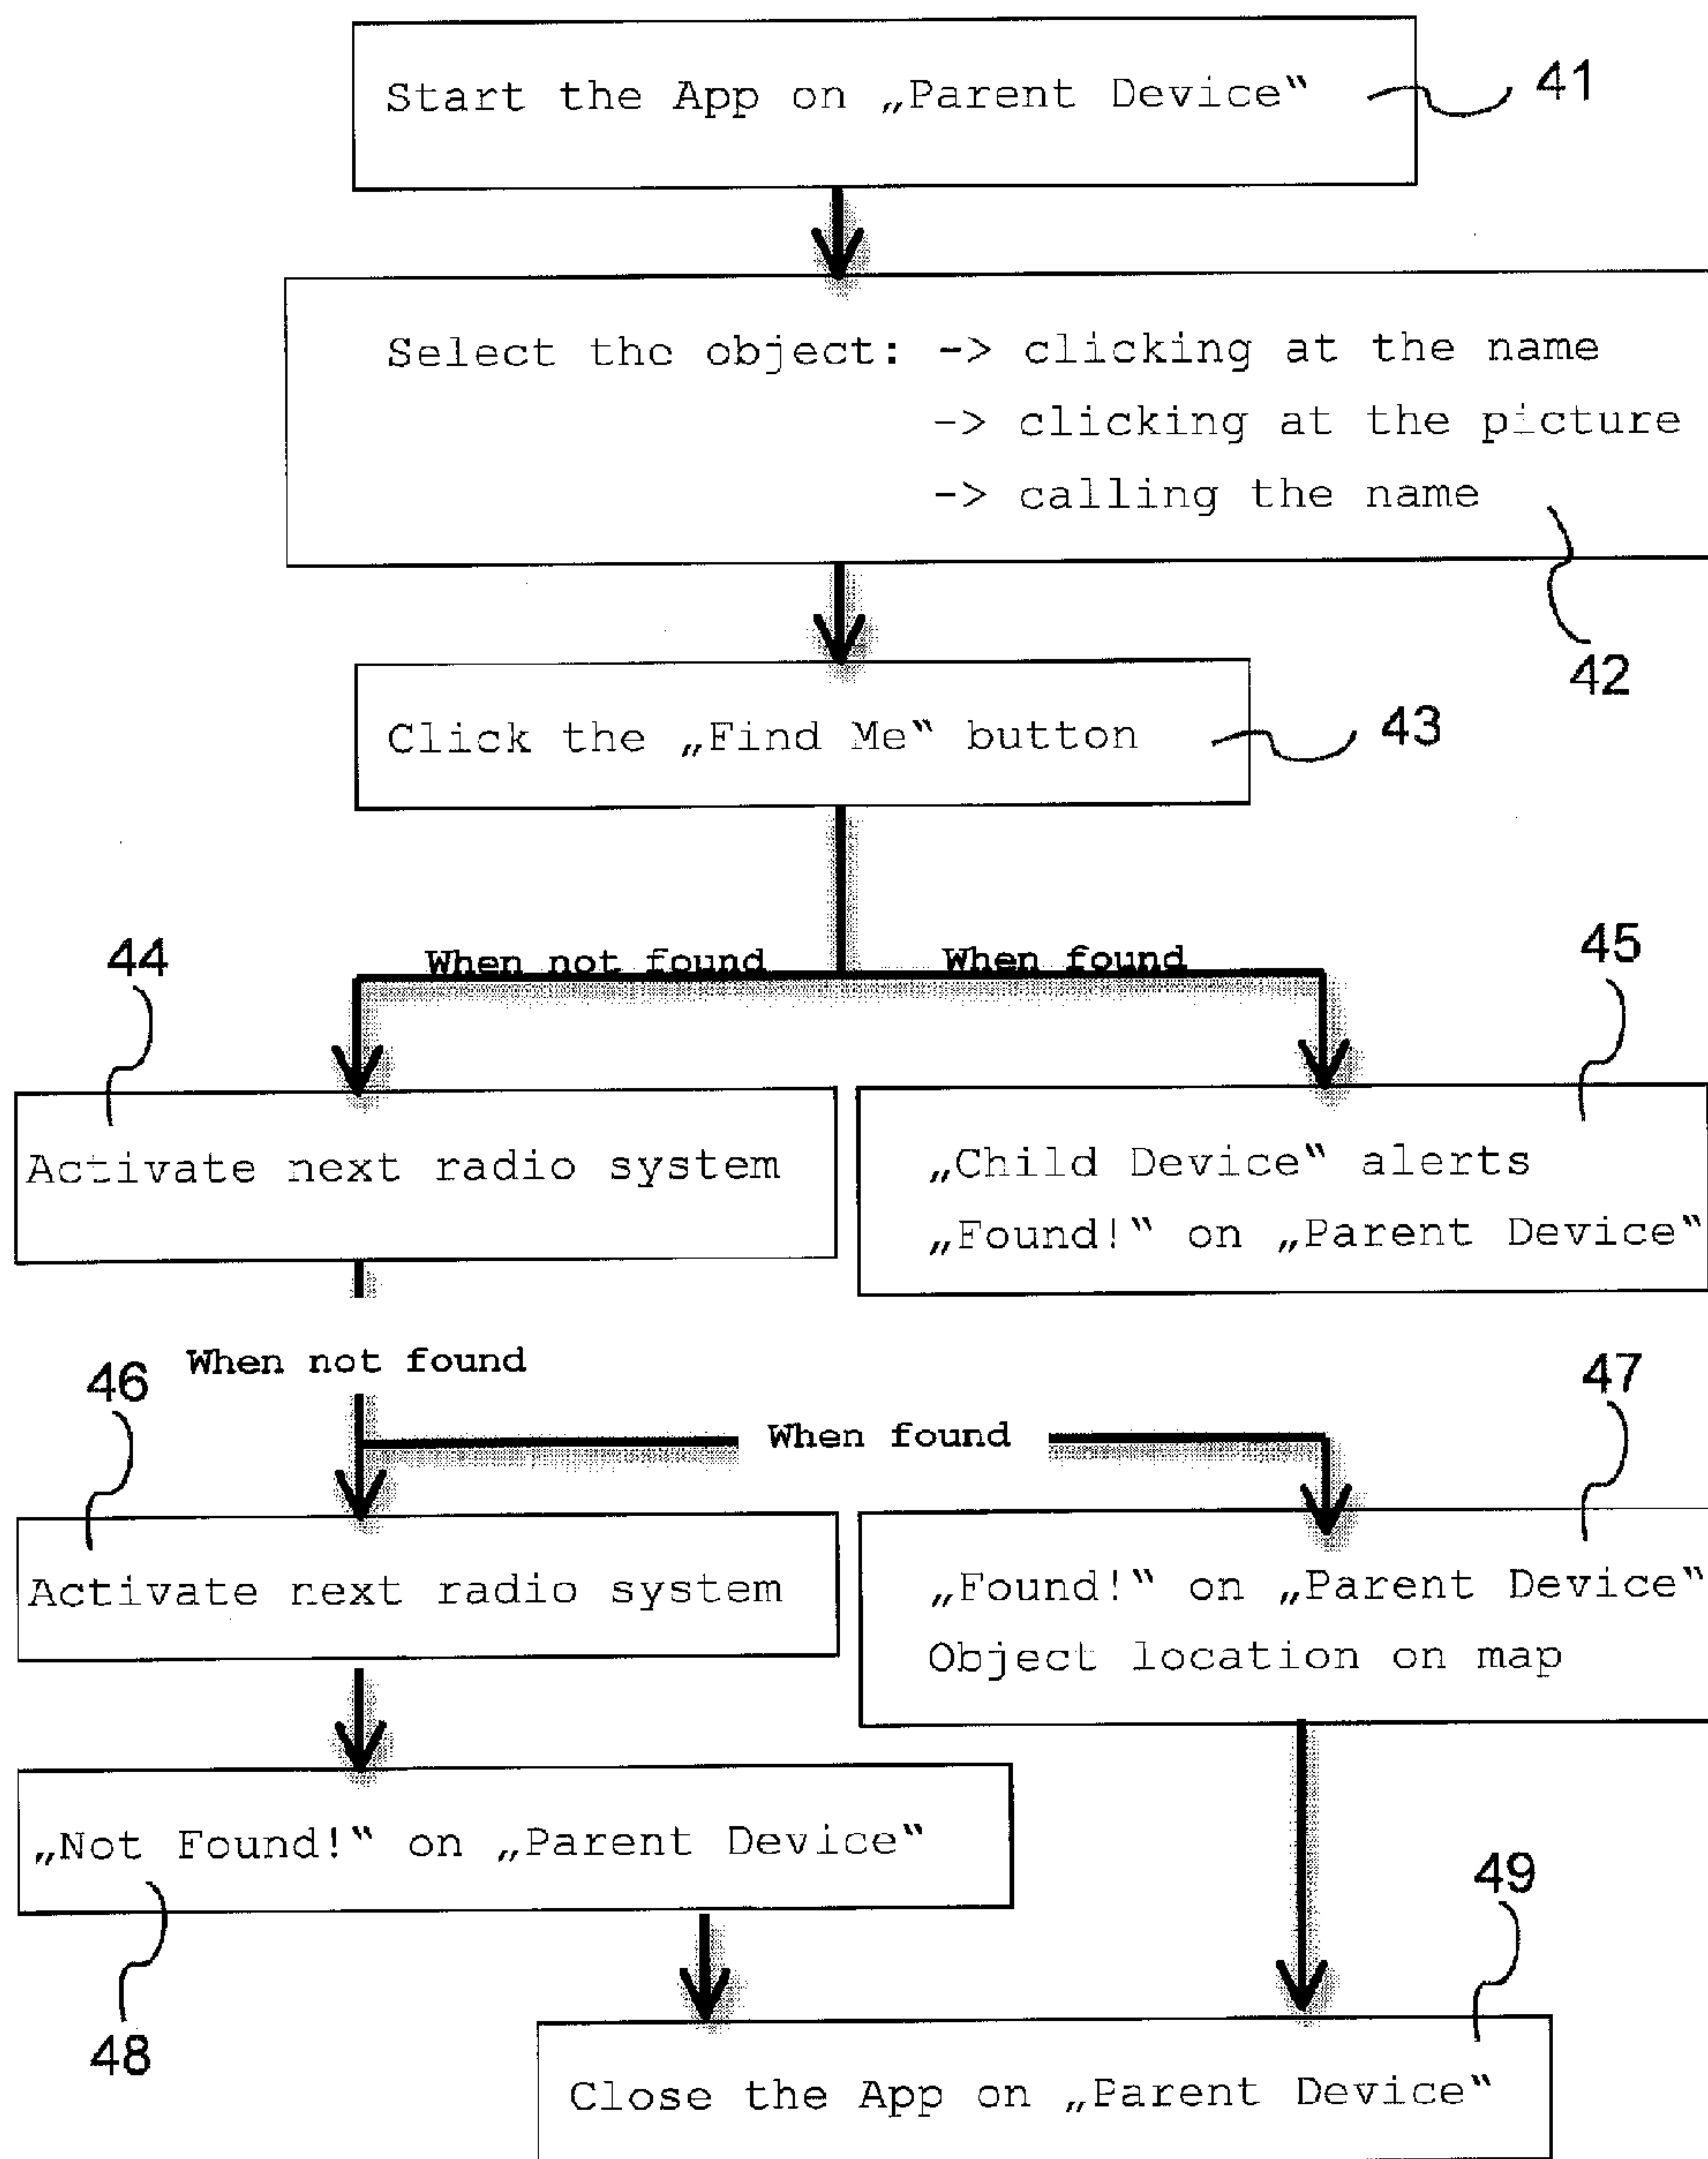 Start the App on „Parent Device“
41
Select the object: -> clicking at the name
-> clicking at the picture
-> calling the name
42
Click the „Find Me“ button
43
When not found
When found
44
45
Activate next radio system
„Child Device“ alerts
„Found!“ on „Parent Device“
When not found
46
47
When found
Activate next radio system
„Found!“ on „Parent Device“
Object location on map
„Not Found!“ on „Parent Device“
48
49
Close the App on „Parent Device“